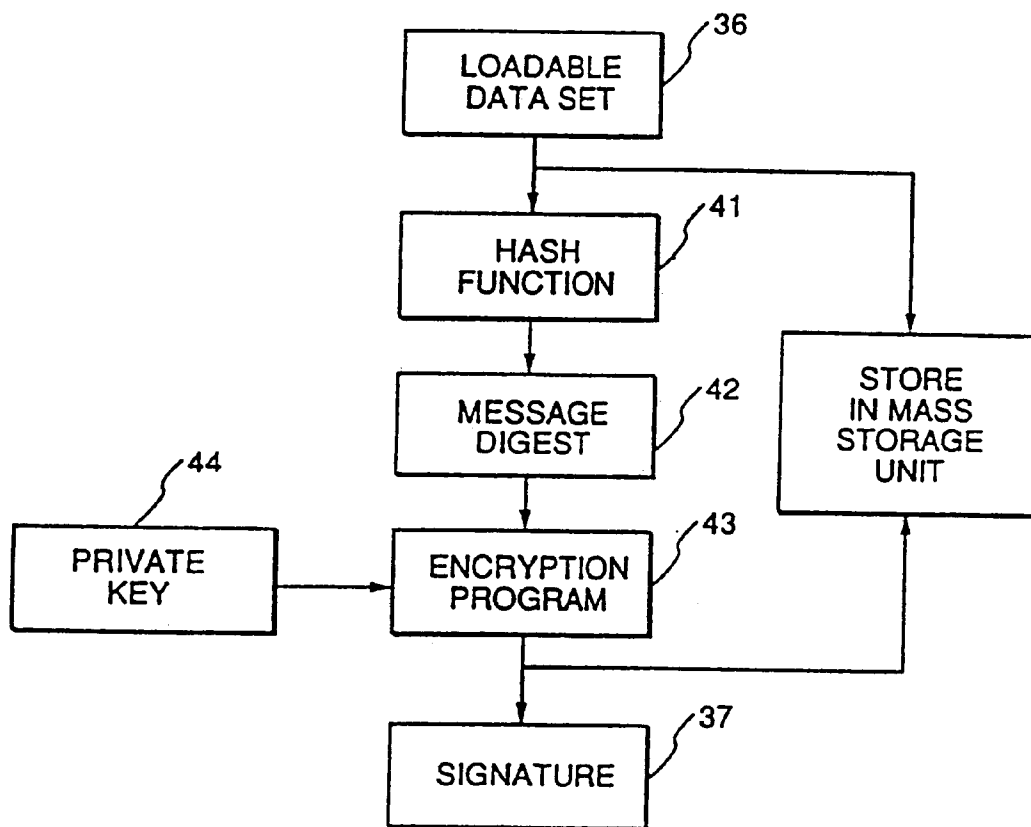 36
LOADABLE
DATA SET
41
HASH
FUNCTION
42
MESSAGE
DIGEST
STORE
IN MASS
STORAGE
UNIT
44
PRIVATE
KEY
43
ENCRYPTION
PROGRAM
37
SIGNATURE